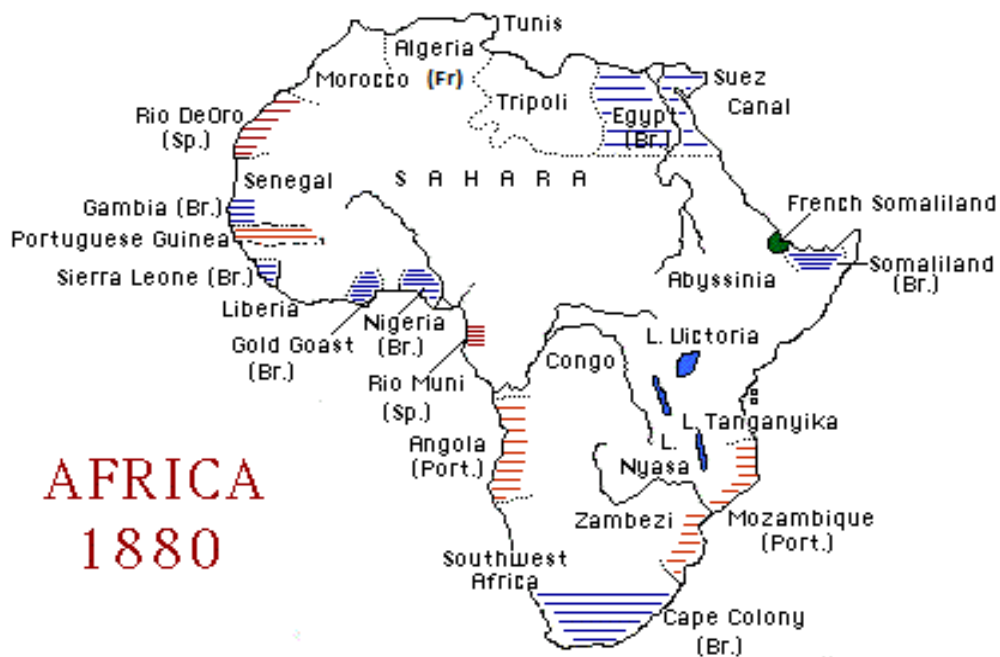 Tunis
Algeria
Morocco (Fr)
Suez
Canal
Tripoli
Egypt
(Br.)
Rio DeOro
(Sp.)
SAHARA
Senegal
Gambia (Br.)
French Somaliland
Portuguese Guinea
Sierra Leone (Br.)
Abyssinia
Somaliland
(Br.)
Liberia
Nigeria
(Br.)
Gold Goast
(Br.)
L. Victoria
Congo
Rio Muni
(Sp.)
L. Tanganyika
Angola
(Port.)
L.
Nyasa
AFRICA
1880
Zambezi
Mozambique
(Port.)
Southwest
Africa
Cape Colony
(Br.)